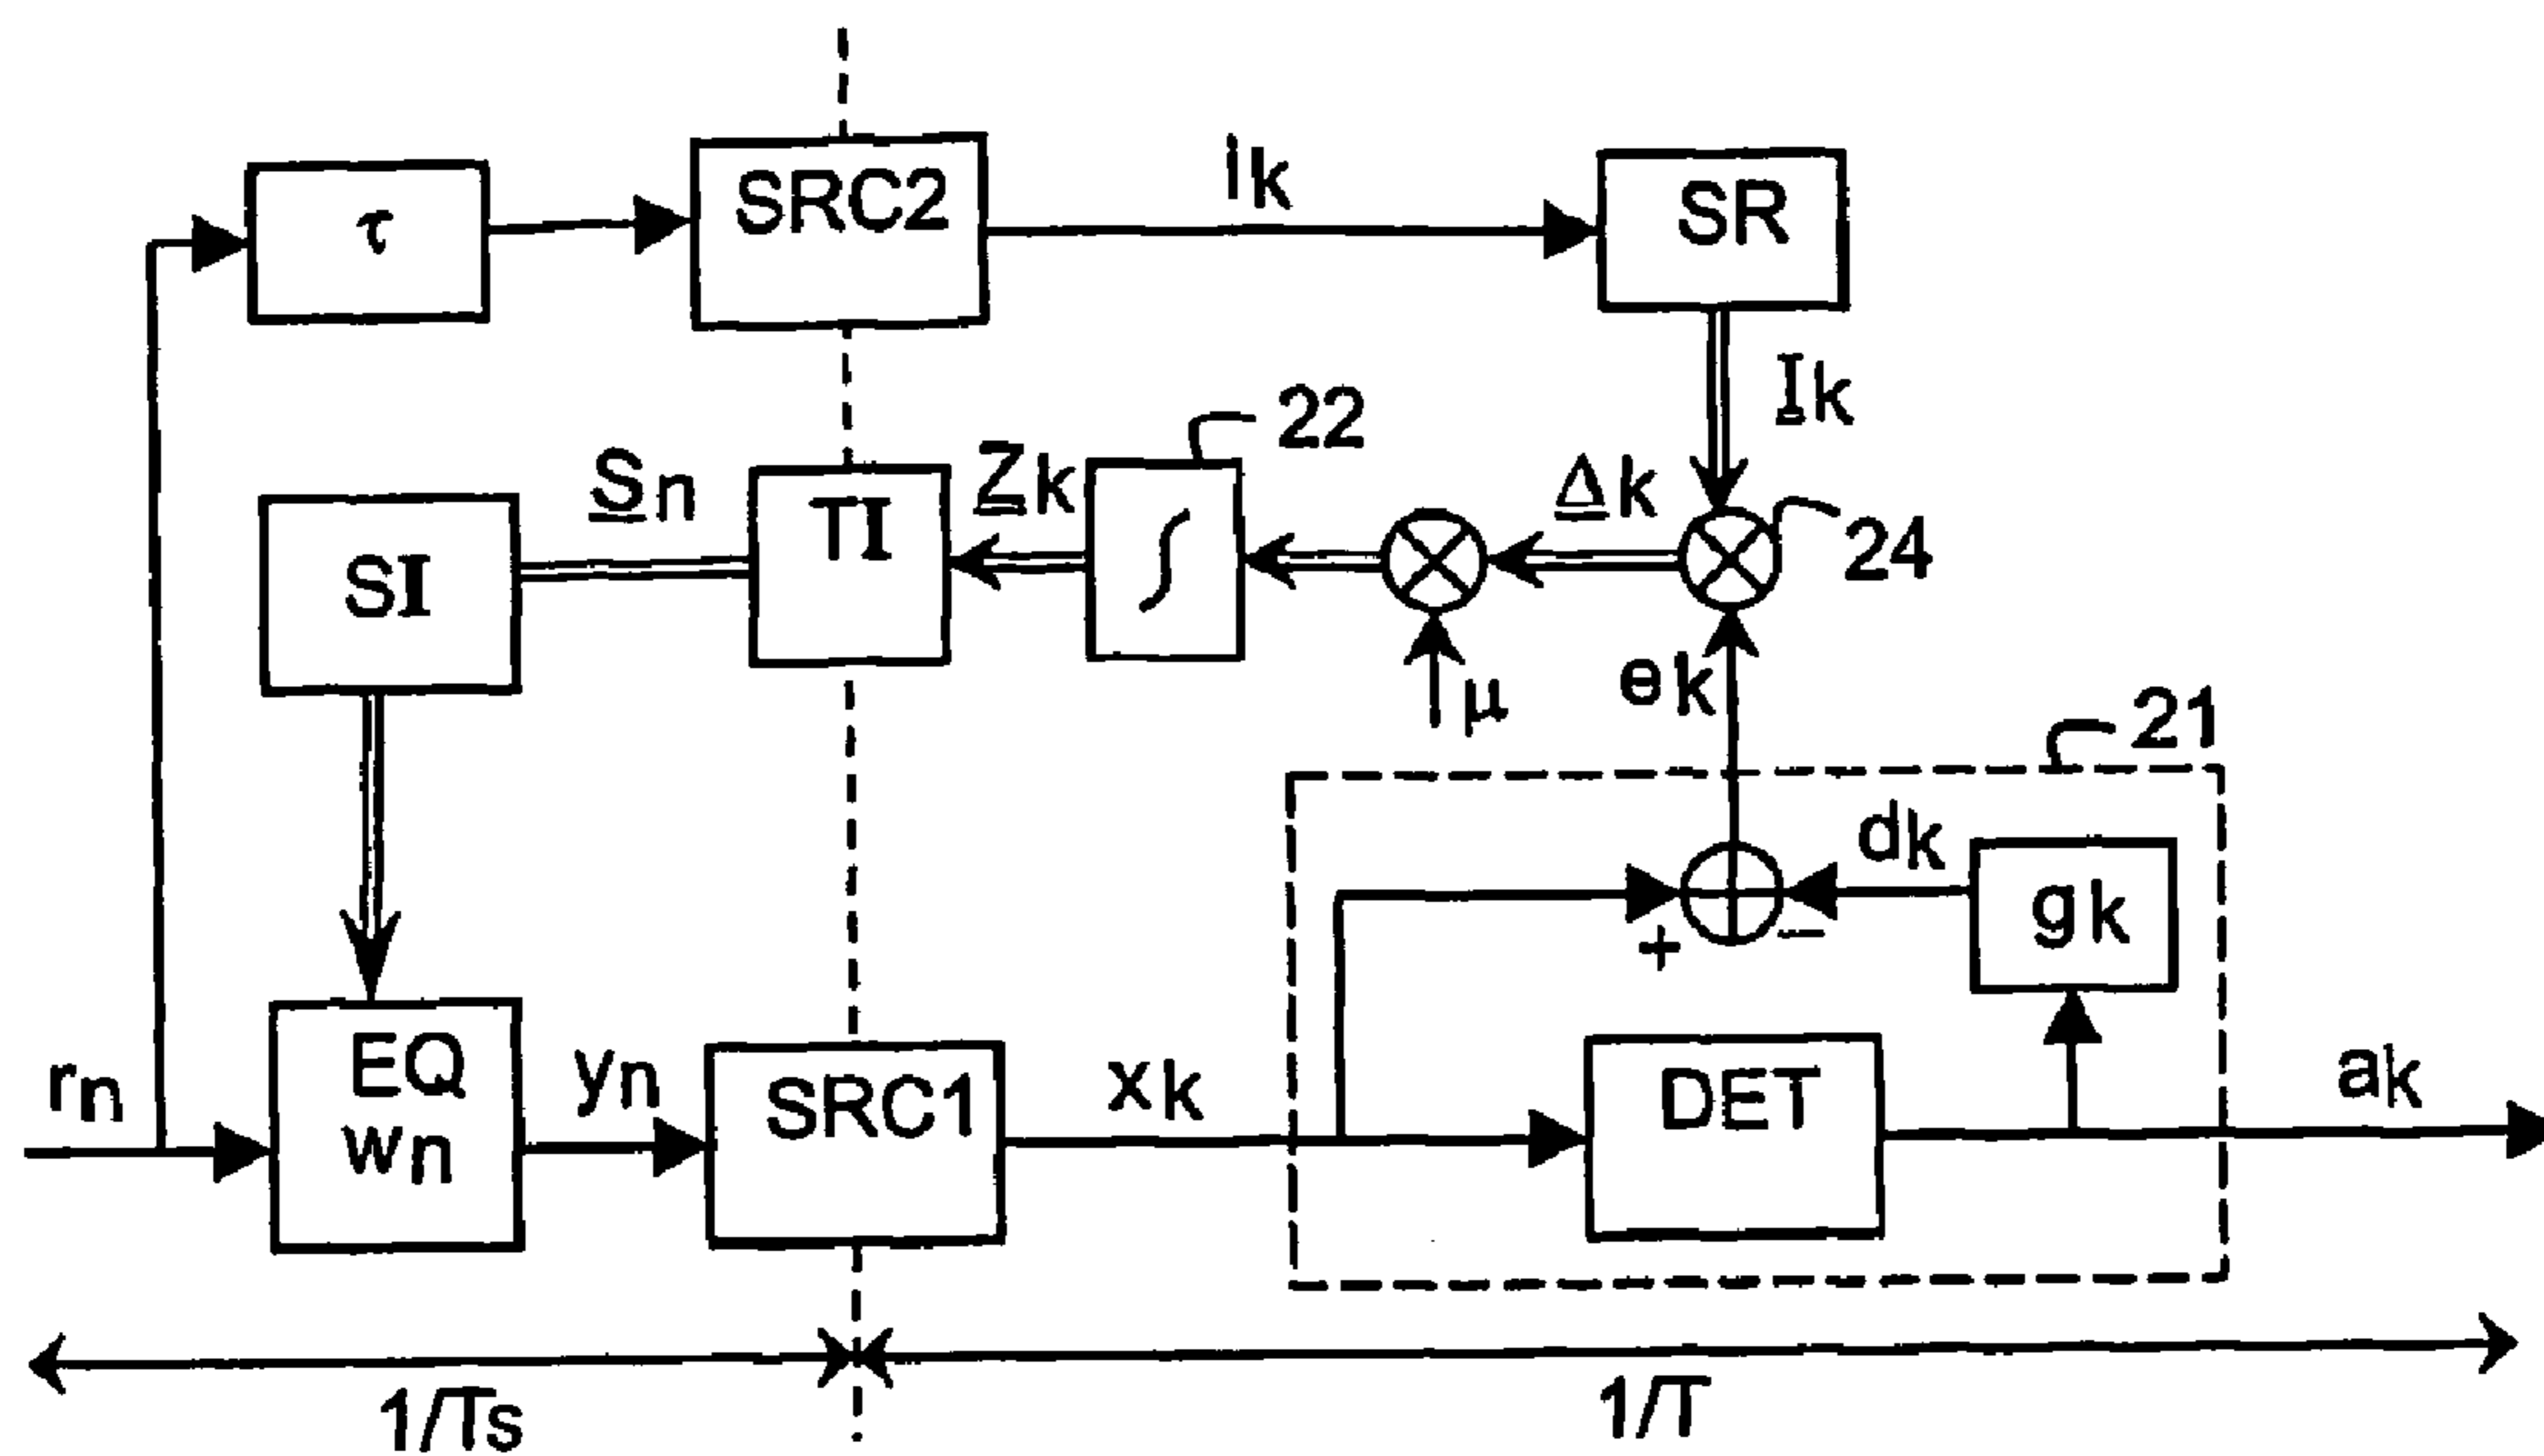 τ
SRC2
ik
SR
Ik
22
Sn
Zk
Δk
24
SI
TI
∫
μ
ek
21
dk
gk
+
−
rn
EQ
wn
yn
SRC1
xk
DET
ak
1/Ts
1/T